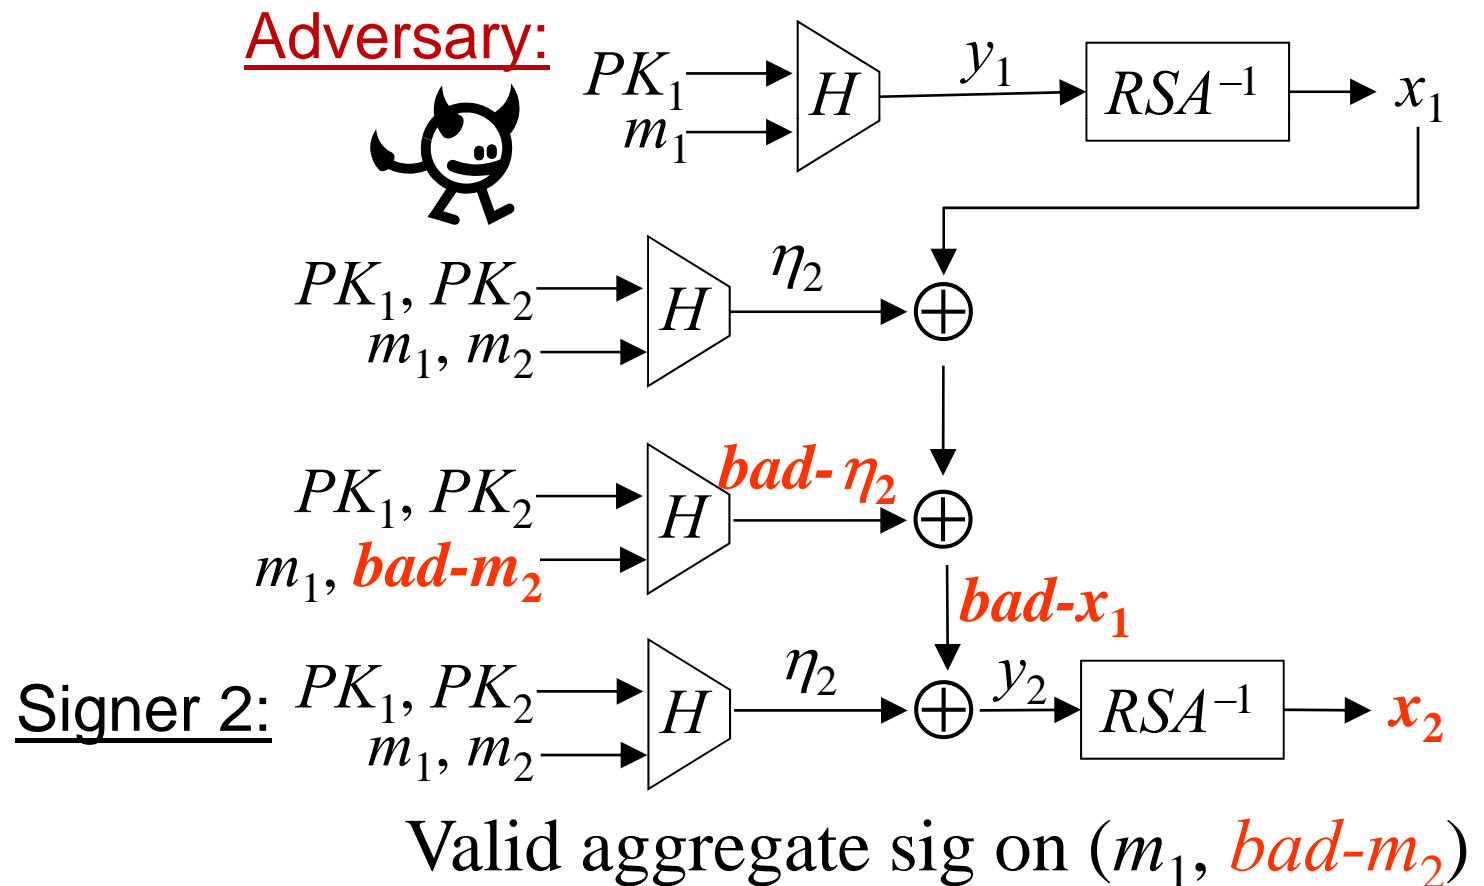 Adversary:
PK₁ H y₁ RSA⁻¹ x₁
m₁
PK₁, PK₂ H η₂
m₁, m₂
PK₁, PK₂ H bad-η₂
m₁, bad-m₂
bad-x₁
Signer 2: PK₁, PK₂ H η₂ y₂ RSA⁻¹ x₂
m₁, m₂
Valid aggregate sig on (m₁, bad-m₂)